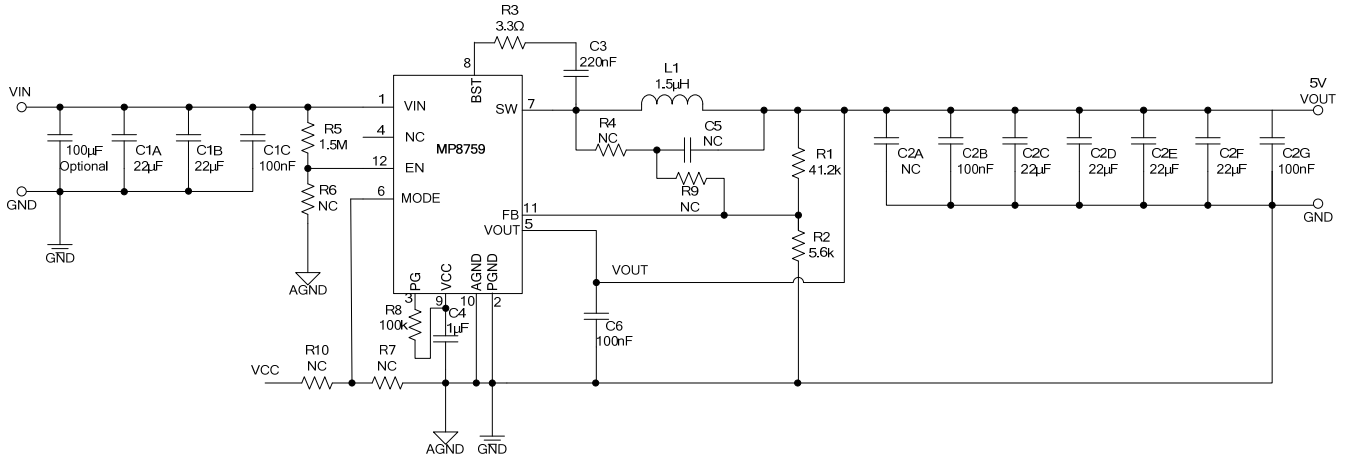 R3
3.3Ω
C3
220nF
8
BST
L1
1.5µH
VIN
1
VIN
SW
7
5V
VOUT
4
NC
MP8759
R4
NC
C5
NC
100µF
Optional
C1A
22µF
C1B
22µF
C1C
100nF
R5
1.5M
12
EN
R9
NC
R1
41.2k
C2A
NC
C2B
100nF
C2C
22µF
C2D
22µF
C2E
22µF
C2F
22µF
C2G
100nF
GND
R6
NC
6
MODE
FB
11
VOUT
5
GND
R2
5.6k
GND
AGND
VOUT
PG
VCC
AGND
PGND
3
9
10
2
R8
100k
C4
1µF
C6
100nF
VCC
R10
NC
R7
NC
AGND
GND